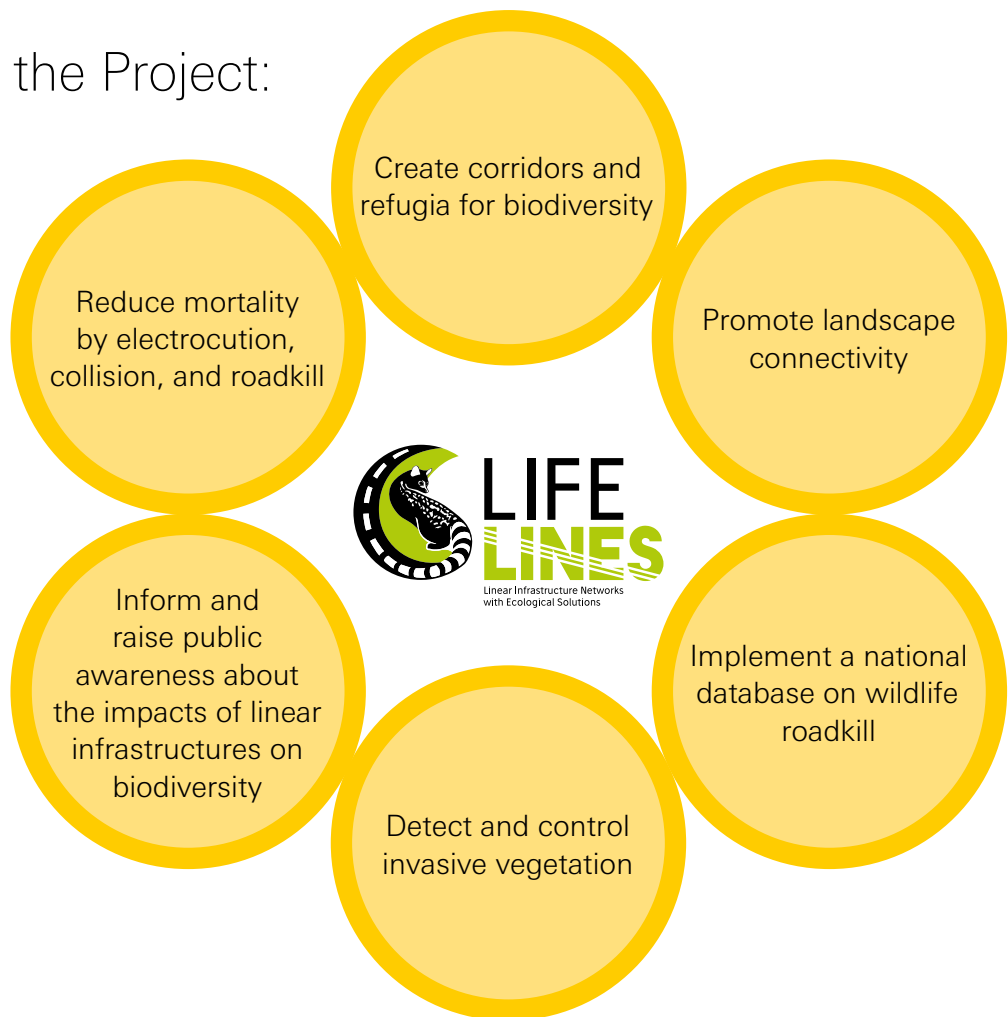 the Project:
Create corridors and
refugia for biodiversity
Promote landscape
connectivity
Implement a national
database on wildlife
roadkill
Detect and control
invasive vegetation
Inform and
raise public
awareness about
the impacts of linear
infrastructures on
biodiversity
Reduce mortality
by electrocution,
collision, and roadkill
LIFE
LINES
Linear Infrastructure Networks
with Ecological Solutions